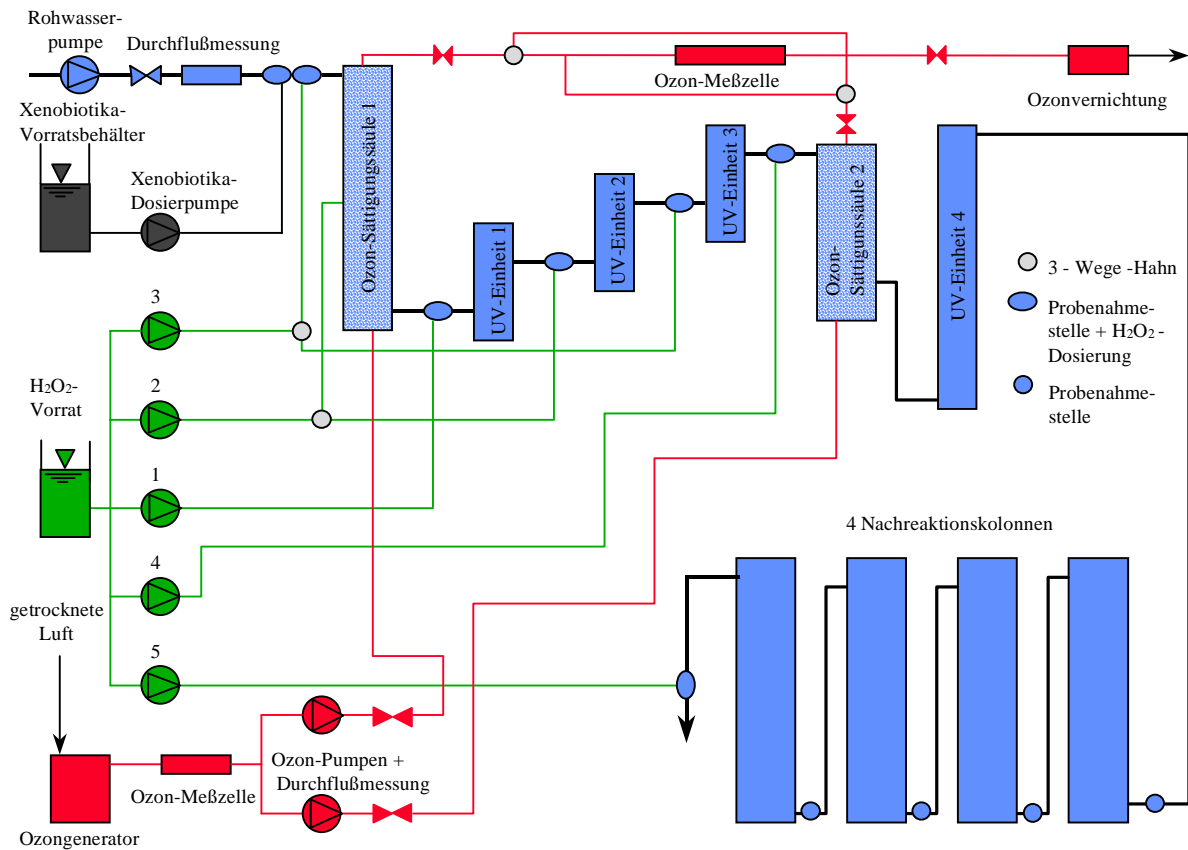 Rohwasser-
pumpe
Durchflußmessung
Xenobiotika-
Vorratsbehälter
Xenobiotika-
Dosierpumpe
Ozon-Sättigungssäule 1
Ozon-Meßzelle
Ozonvernichtung
UV-Einheit 1
UV-Einheit 2
UV-Einheit 3
Ozon-
Sättigunssäule 2
UV-Einheit 4
3 - Wege -Hahn
Probenahme-
stelle + H2O2 -
Dosierung
Probenahme-
stelle
3
H2O2-
Vorrat
2
1
4
getrocknete
Luft
5
4 Nachreaktionskolonnen
Ozon-Pumpen +
Durchflußmessung
Ozon-Meßzelle
Ozongenerator